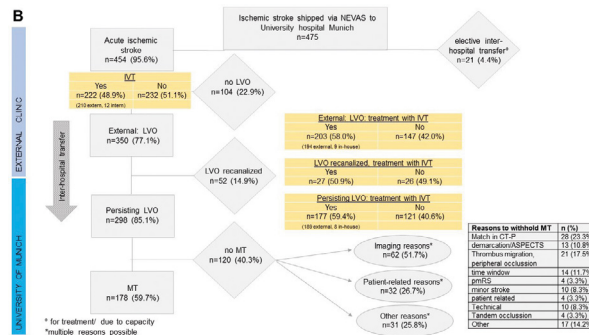 B
Ischemic stroke shipped via NEVAS to
University hospital Munich
n=475
Acute ischemic
stroke
n=454 (95.6%)
elective inter-
hospital transfer*
n=21 (4.4%)
IVT
Yes No
n=222 (48.9%) n=232 (51.1%)
(210 extern, 12 intern)
no LVO
n=104 (22.9%)
EXTERNAL CLINIC
External: LVO
n=350 (77.1%)
External: LVO: treatment with IVT
Yes No
n=203 (58.0%) n=147 (42.0%)
(194 external, 9 in-house)
Inter-hospital transfer
LVO recanalized
n=52 (14.9%)
LVO recanalized, treatment with IVT
Yes No
n=27 (50.9%) n=26 (49.1%)
Persisting LVO
n=298 (85.1%)
Persisting LVO: treatment with IVT
Yes No
n=177 (59.4%) n=121 (40.6%)
external, 8 in-house)
UNIVERSITY OF MUNICH
no MT
n=120 (40.3%)
MT
n=178 (59.7%)
Imaging reasons*
n=62 (51.7%)
Patient-related reasons*
n=32 (26.7%)
Other reasons*
n=31 (25.8%)
Reasons to withhold MT n (%)
Match in CT-P 28 (23.3%
demarcation/ASPECTS 13 (10.8%
Thrombus migration, 21 (17.5%
peripheral occlussion
time window 14 (11.7%
pmRS 4 (3.3%)
minor stroke 10 (8.3%
patient related 4 (3.3%)
Technical 10 (8.3%
Tandem occlusion 4 (3.3%)
Other 17 (14.2%
* for treatment/ due to capacity
*multiple reasons possible